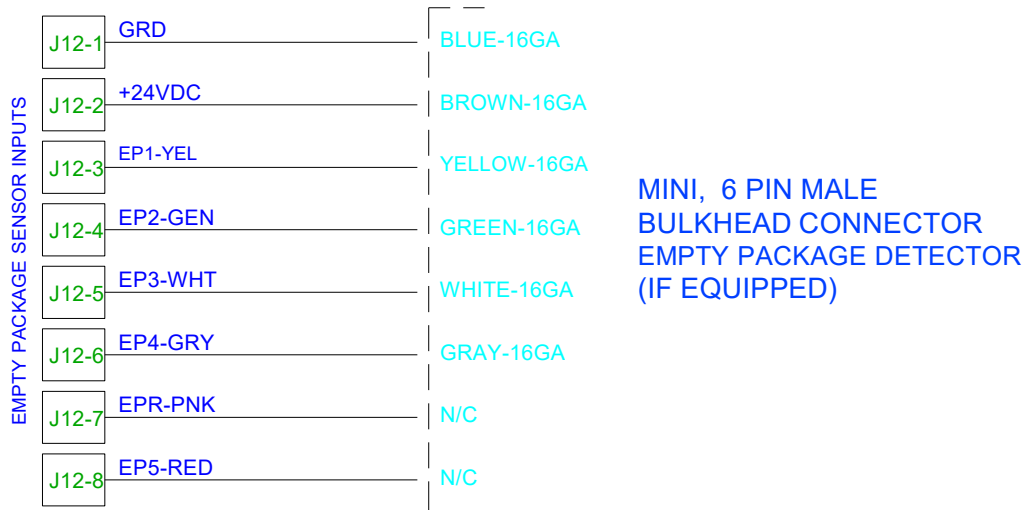 EMPTY PACKAGE SENSOR INPUTS
J12-1 GRD BLUE-16GA
J12-2 +24VDC BROWN-16GA
J12-3 EP1-YEL YELLOW-16GA
J12-4 EP2-GEN GREEN-16GA
J12-5 EP3-WHT WHITE-16GA
J12-6 EP4-GRY GRAY-16GA
J12-7 EPR-PNK N/C
J12-8 EP5-RED N/C
MINI, 6 PIN MALE
BULKHEAD CONNECTOR
EMPTY PACKAGE DETECTOR
(IF EQUIPPED)